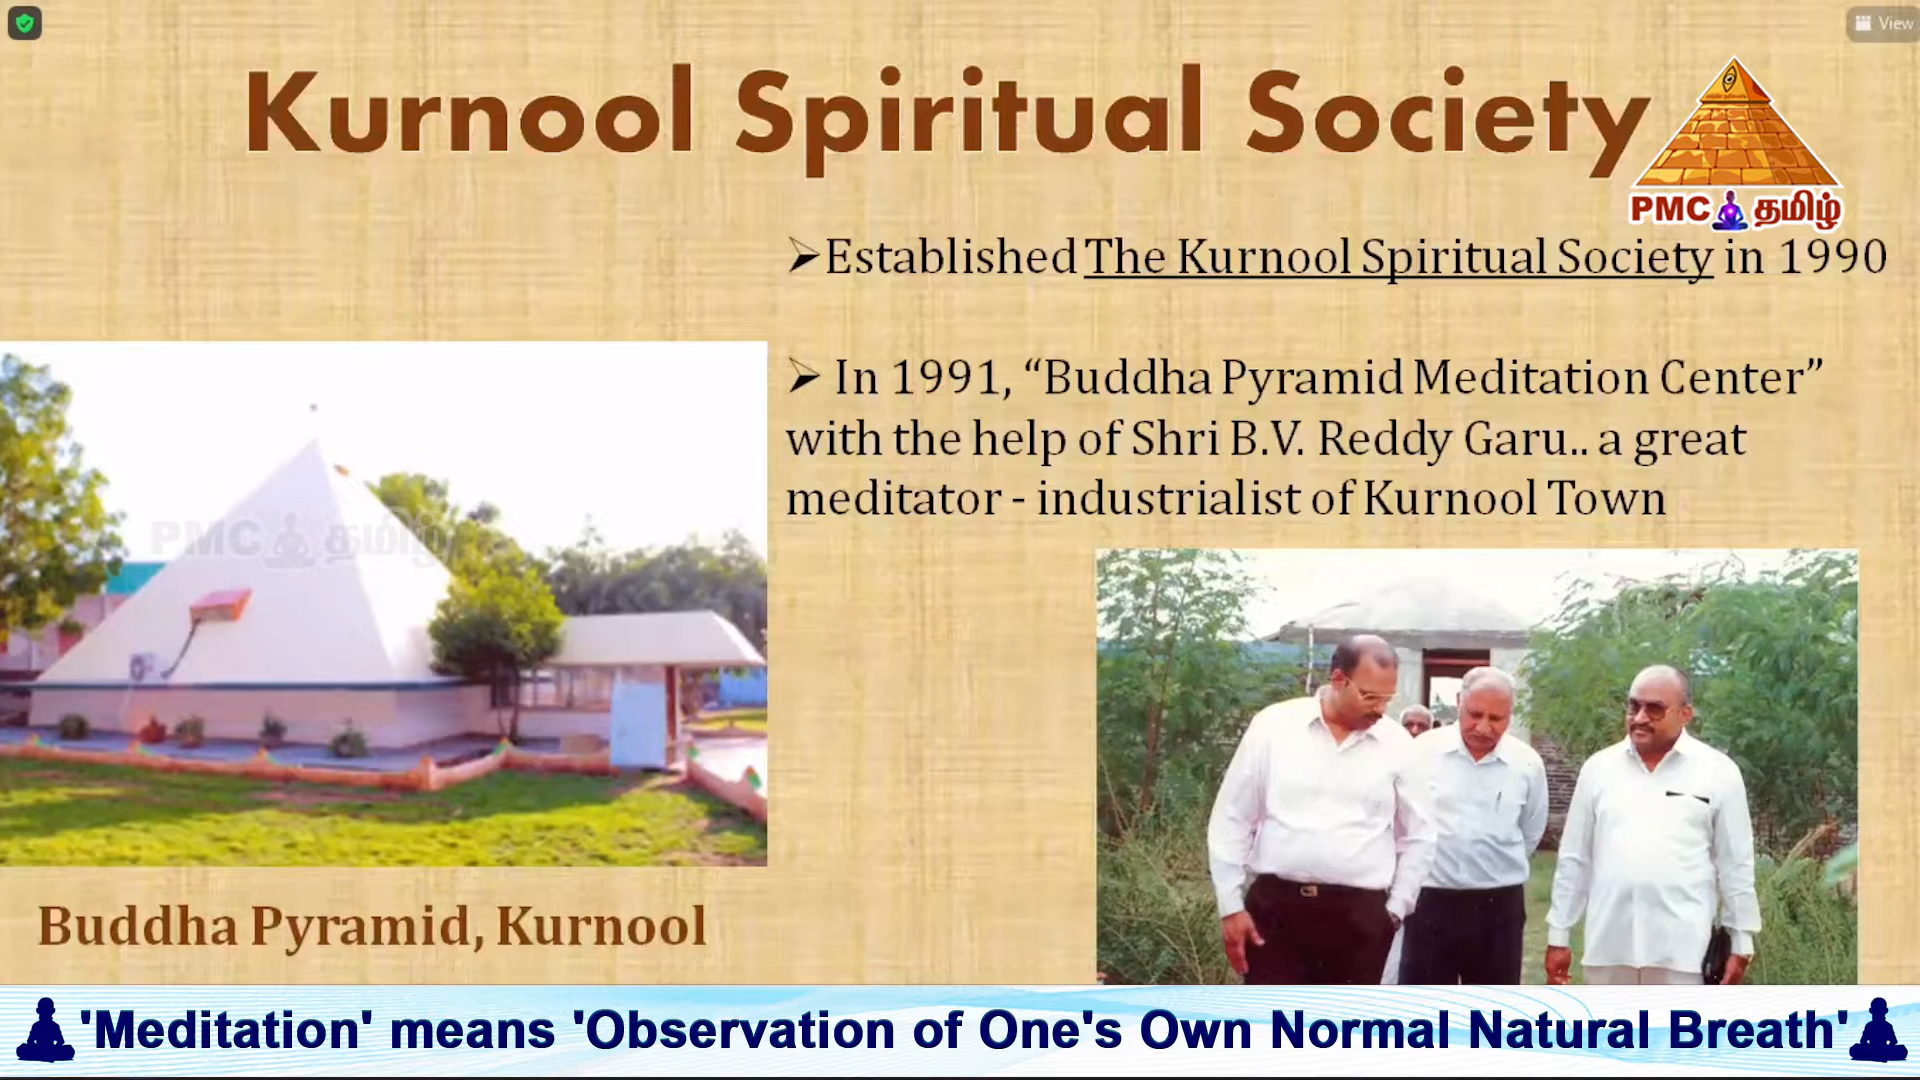 View
Kurnool Spiritual Society
PMC தமிழ்
➢Established The Kurnool Spiritual Society in 1990
➢ In 1991, “Buddha Pyramid Meditation Center”
with the help of Shri B.V. Reddy Garu.. a great
meditator - industrialist of Kurnool Town
PMC தமிழ்
Buddha Pyramid, Kurnool
'Meditation' means 'Observation of One's Own Normal Natural Breath'